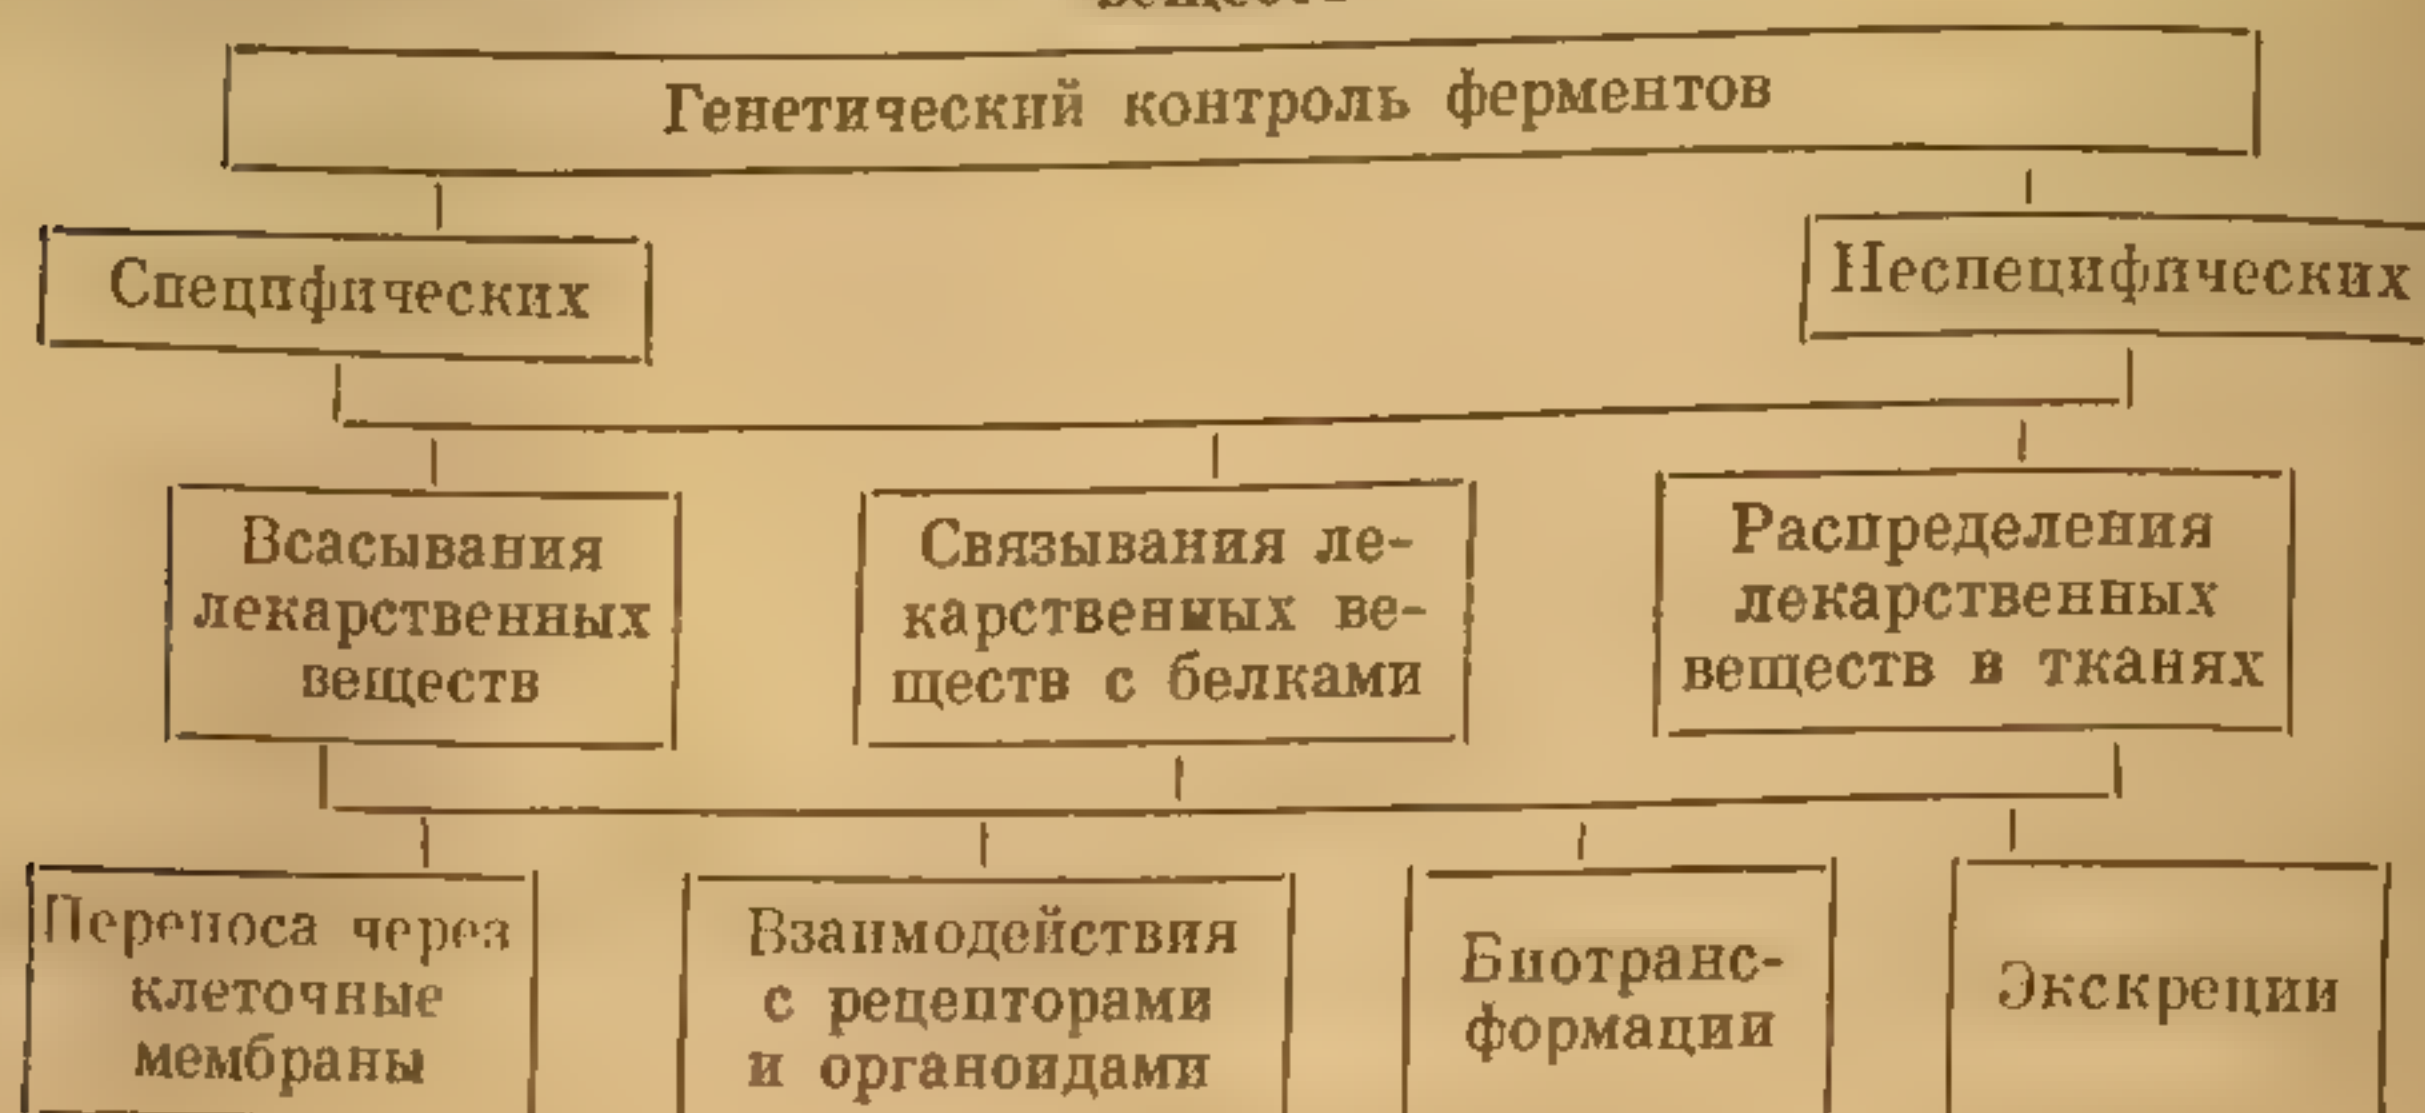 Генетический контроль ферментов
Специфических
Неспецифических
Всасывания
лекарственных
веществ
Связывания ле-
карственных ве-
ществ с белками
Распределения
лекарственных
веществ в тканях
Переноса через
клеточные
мембраны
Взаимодействия
с рецепторами
и органоидами
Биотранс-
формации
Экскреции